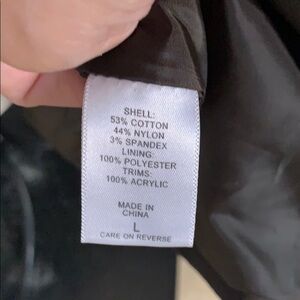 SHELL:
53% COTTON
44% NYLON
3% SPANDEX
LINING:
100% POLYESTER
TRIMS:
100% ACRYLIC
MADE IN
CHINA
L
CARE ON REVERSE